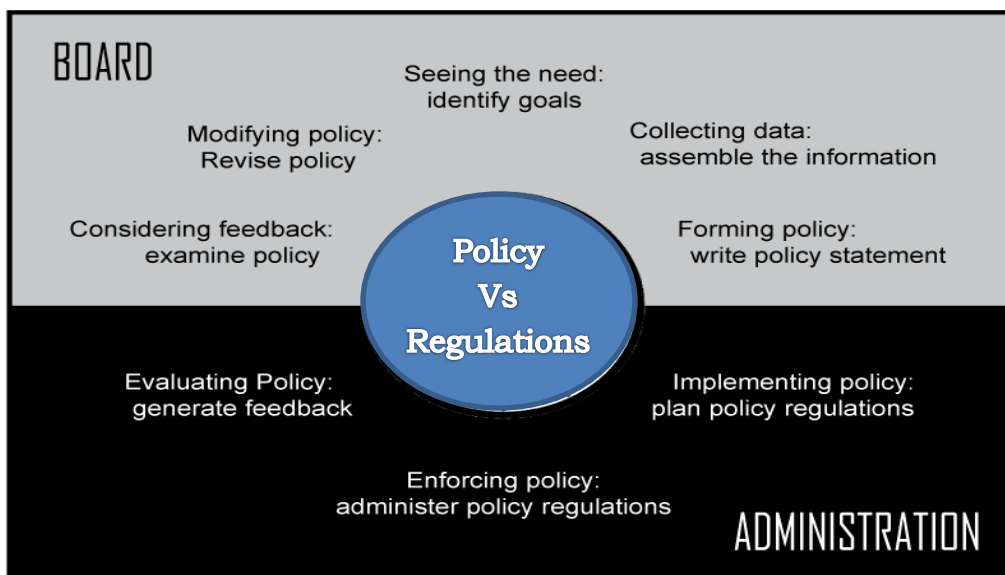 BOARD
Seeing the need:
identify goals
Modifying policy:
Revise policy
Collecting data:
assemble the information
Considering feedback:
examine policy
Forming policy:
write policy statement
Policy
Vs
Regulations
Evaluating Policy:
generate feedback
Implementing policy:
plan policy regulations
Enforcing policy:
administer policy regulations
ADMINISTRATION